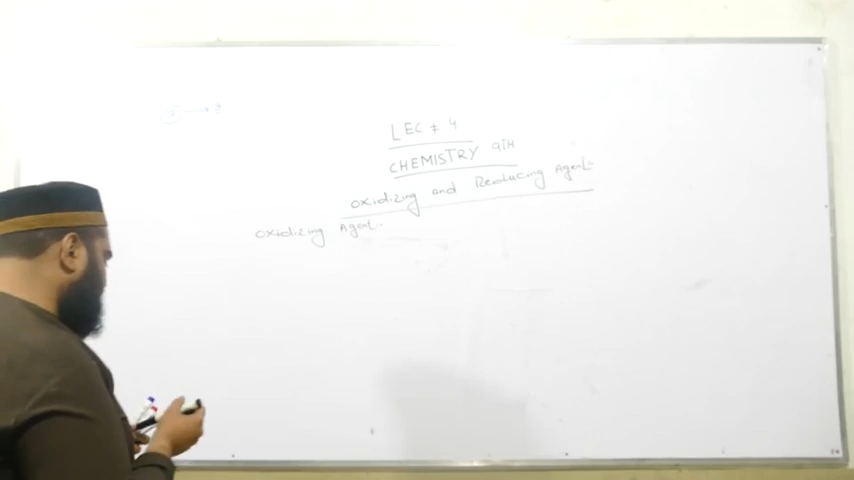 LEC # 4
CHEMISTRY 9TH
oxidizing and Reducing Agent:-
oxidizing Agent:-